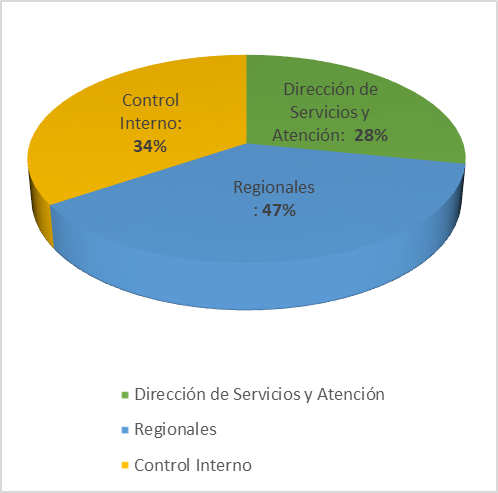 Control
Interno:
34%
Dirección de
Servicios y
Atención: 28%
Regionales
: 47%
Dirección de Servicios y Atención
Regionales
Control Interno